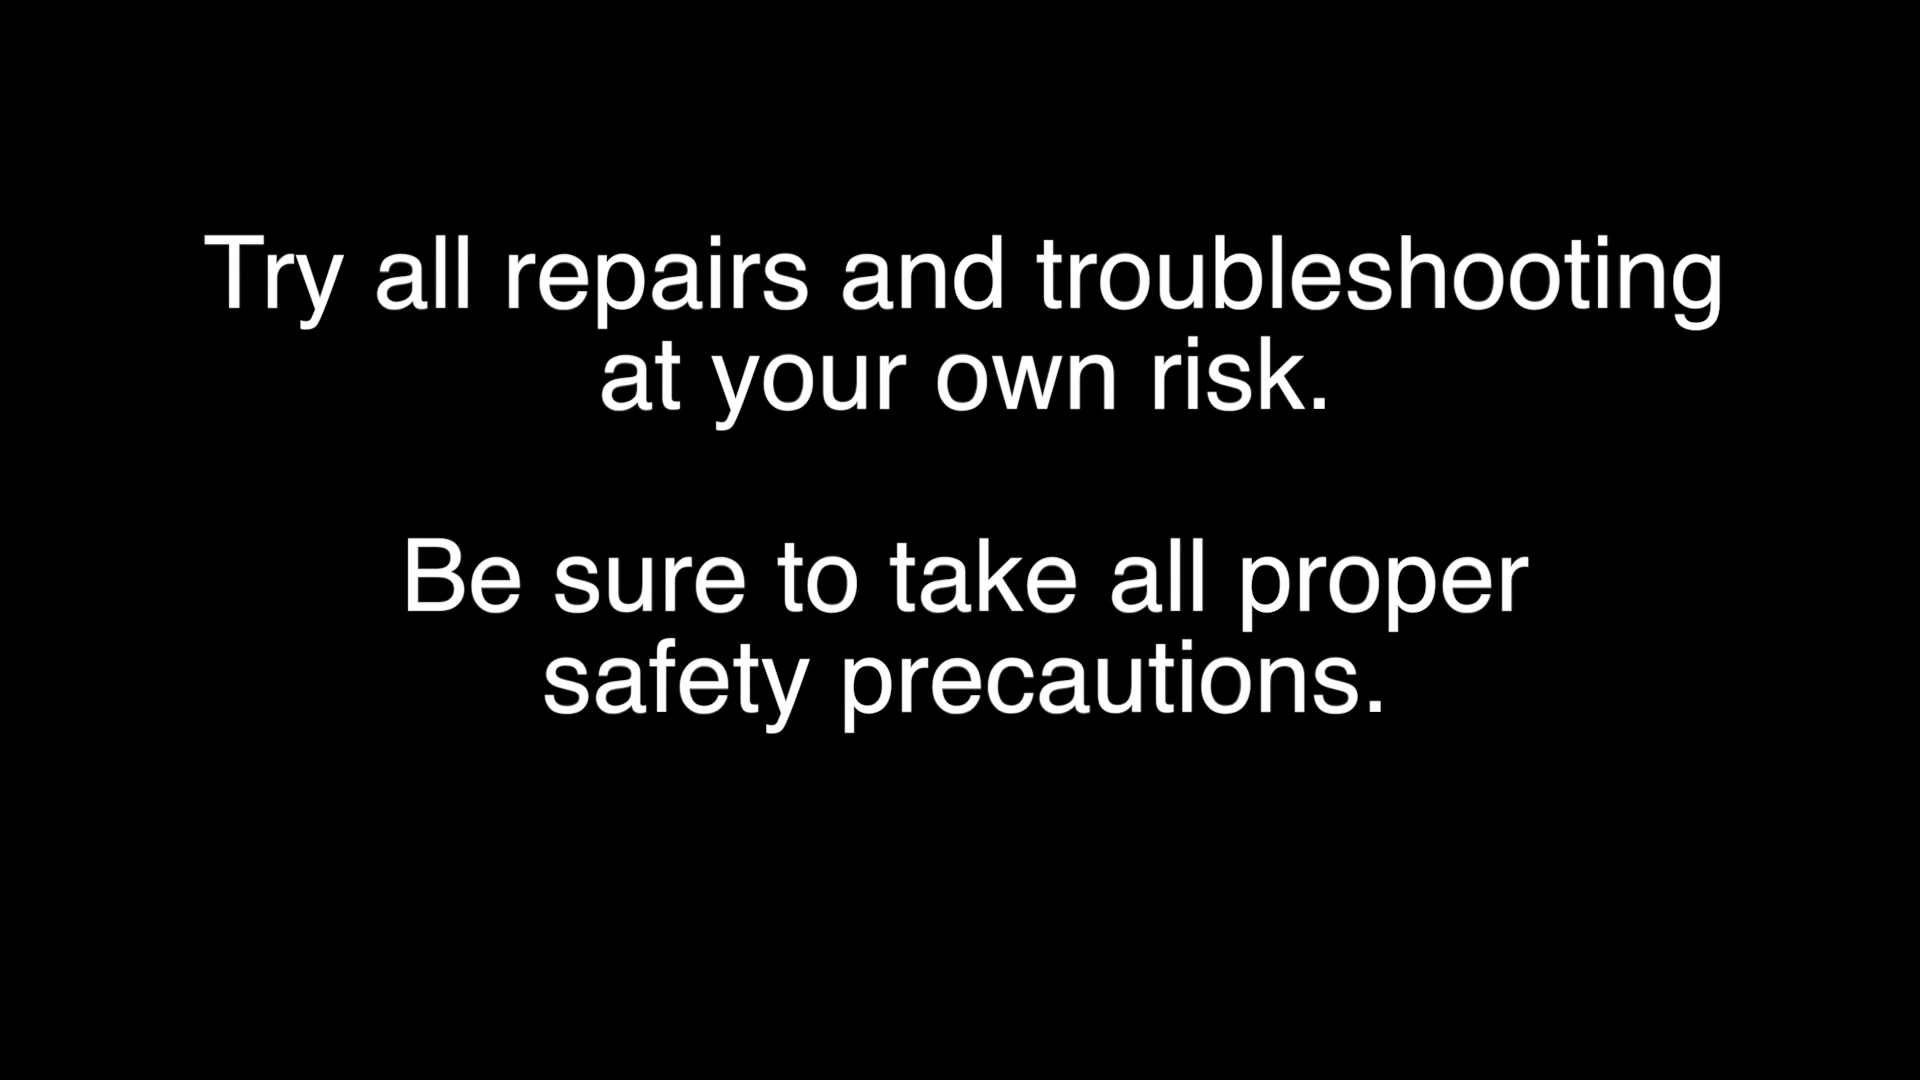 Try all repairs and troubleshooting
at your own risk.
Be sure to take all proper
safety precautions.